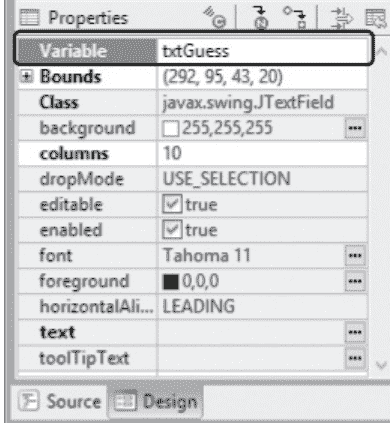 Properties
Variable txtGuess
Bounds (292, 95, 43, 20)
Class javax.swing.JTextField
background 255,255,255
columns 10
dropMode USE_SELECTION
editable true
enabled true
font Tahoma 11
foreground 0,0,0
horizontalAli... LEADING
text
toolTipText
Source Design